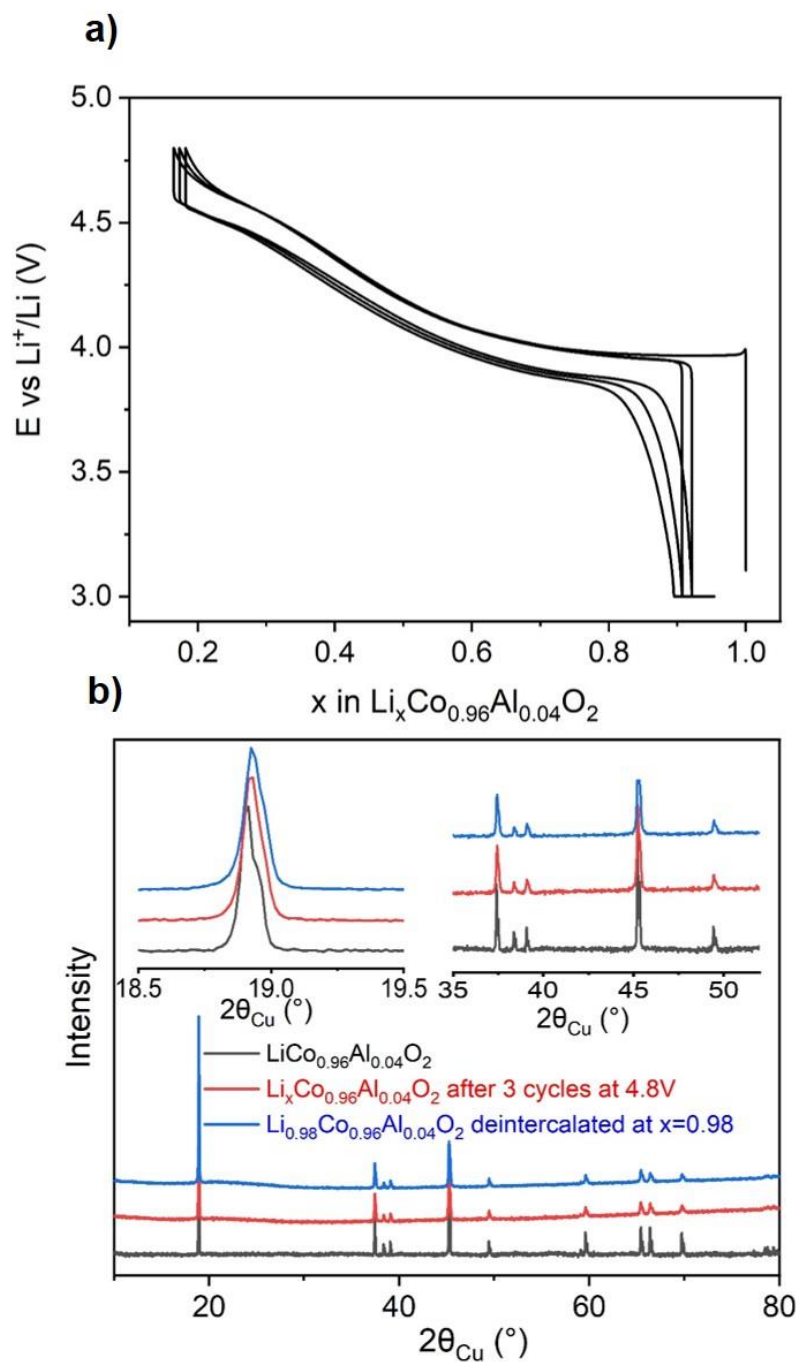 a)
5.0
4.5
4.0
3.5
3.0
E vs Li⁺/Li (V)
0.2 0.4 0.6 0.8 1.0
x in LiₓCo₀.₉₆Al₀.₀₄O₂
b)
Intensity
18.5 19.0 19.5
2θCu (°)
35 40 45 50
2θCu (°)
LiCo₀.₉₆Al₀.₀₄O₂
LiₓCo₀.₉₆Al₀.₀₄O₂ after 3 cycles at 4.8V
Li₀.₉₈Co₀.₉₆Al₀.₀₄O₂ deintercalated at x=0.98
20 40 60 80
2θCu (°)